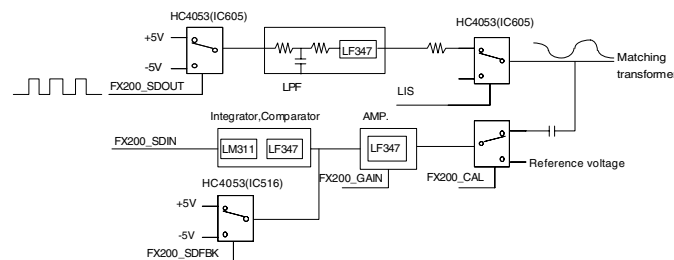 HC4053(IC605)
HC4053(IC605)
+5V
-5V
LF347
LPF
FX200_SDOUT
LIS
Matching
transformer
Integrator,Comparator
AMP.
FX200_SDIN
LM311
LF347
LF347
FX200_GAIN
FX200_CAL
Reference voltage
HC4053(IC516)
+5V
-5V
FX200_SDFBK